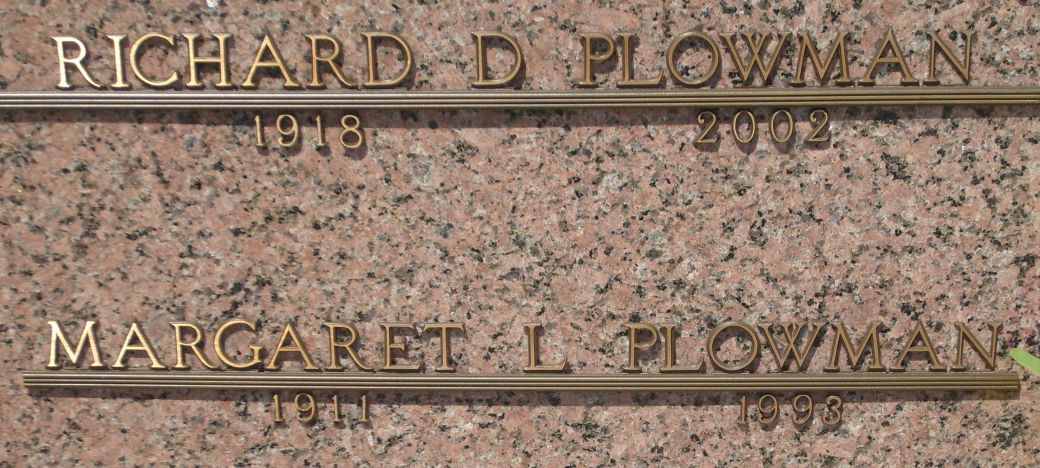 RICHARD D PLOWMAN
1918 2002
MARGARET L PLOWMAN
1911 1993